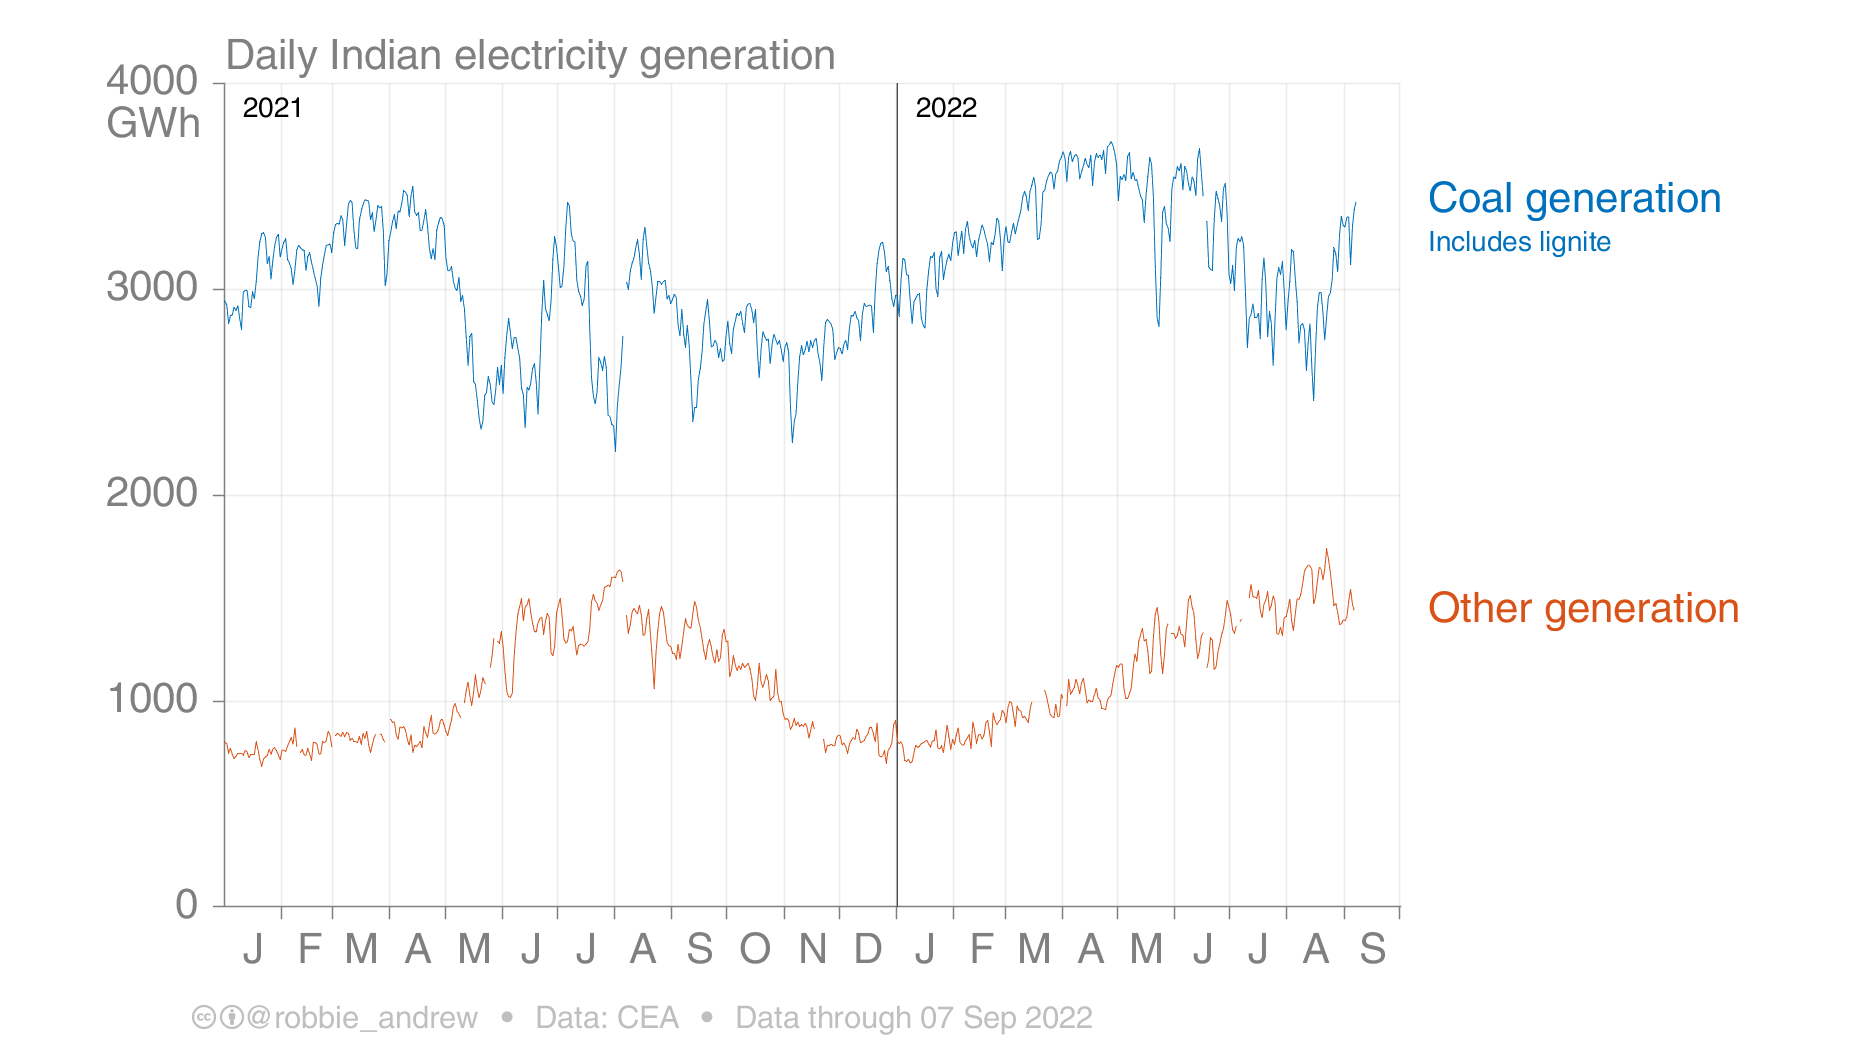 Daily Indian electricity generation
4000
GWh
2021
2022
3000
2000
1000
0
Coal generation
Includes lignite
Other generation
J F M A M J J A S O N D J F M A M J J A S
@robbie_andrew • Data: CEA • Data through 07 Sep 2022